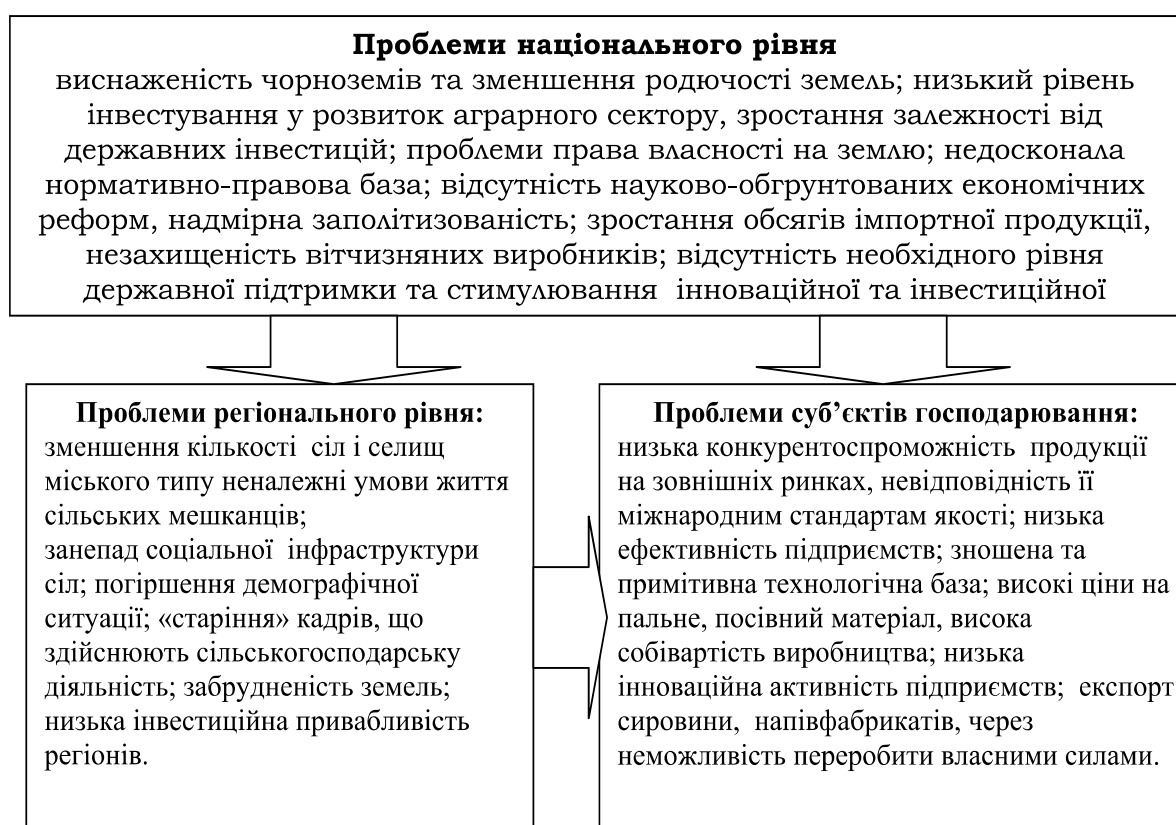 Проблеми національного рівня
виснаженість чорноземів та зменшення родючості земель; низький рівень
інвестування у розвиток аграрного сектору, зростання залежності від
державних інвестицій; проблеми права власності на землю; недосконала
нормативно-правова база; відсутність науково-обгрунтованих економічних
реформ, надмірна заполітизованість; зростання обсягів імпортної продукції,
незахищеність вітчизняних виробників; відсутність необхідного рівня
державної підтримки та стимулювання  інноваційної та інвестиційної
Проблеми регіонального рівня:
зменшення кількості  сіл і селищ
міського типу неналежні умови життя
сільських мешканців;
занепад соціальної  інфраструктури
сіл; погіршення демографічної
ситуації; «старіння» кадрів, що
здійснюють сільськогосподарську
діяльність; забрудненість земель;
низька інвестиційна привабливість
регіонів.
Проблеми суб’єктів господарювання:
низька конкурентоспроможність  продукції
на зовнішніх ринках, невідповідність її
міжнародним стандартам якості; низька
ефективність підприємств; зношена та
примітивна технологічна база; високі ціни на
пальне, посівний матеріал, висока
собівартість виробництва; низька
інноваційна активність підприємств;  експорт
сировини,  напівфабрикатів, через
неможливість переробити власними силами.